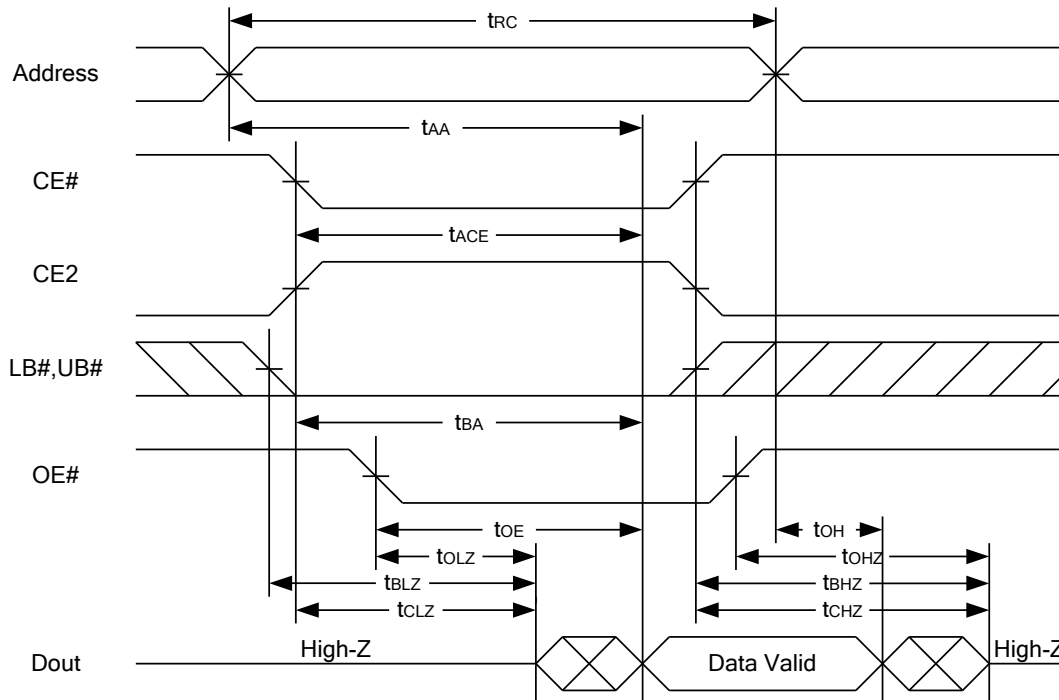 tRC
Address
tAA
CE#
tACE
CE2
LB#,UB#
tBA
OE#
tOE
tOH
tOLZ
tOHZ
tBLZ
tBHZ
tCLZ
tCHZ
High-Z
High-Z
Dout
Data Valid